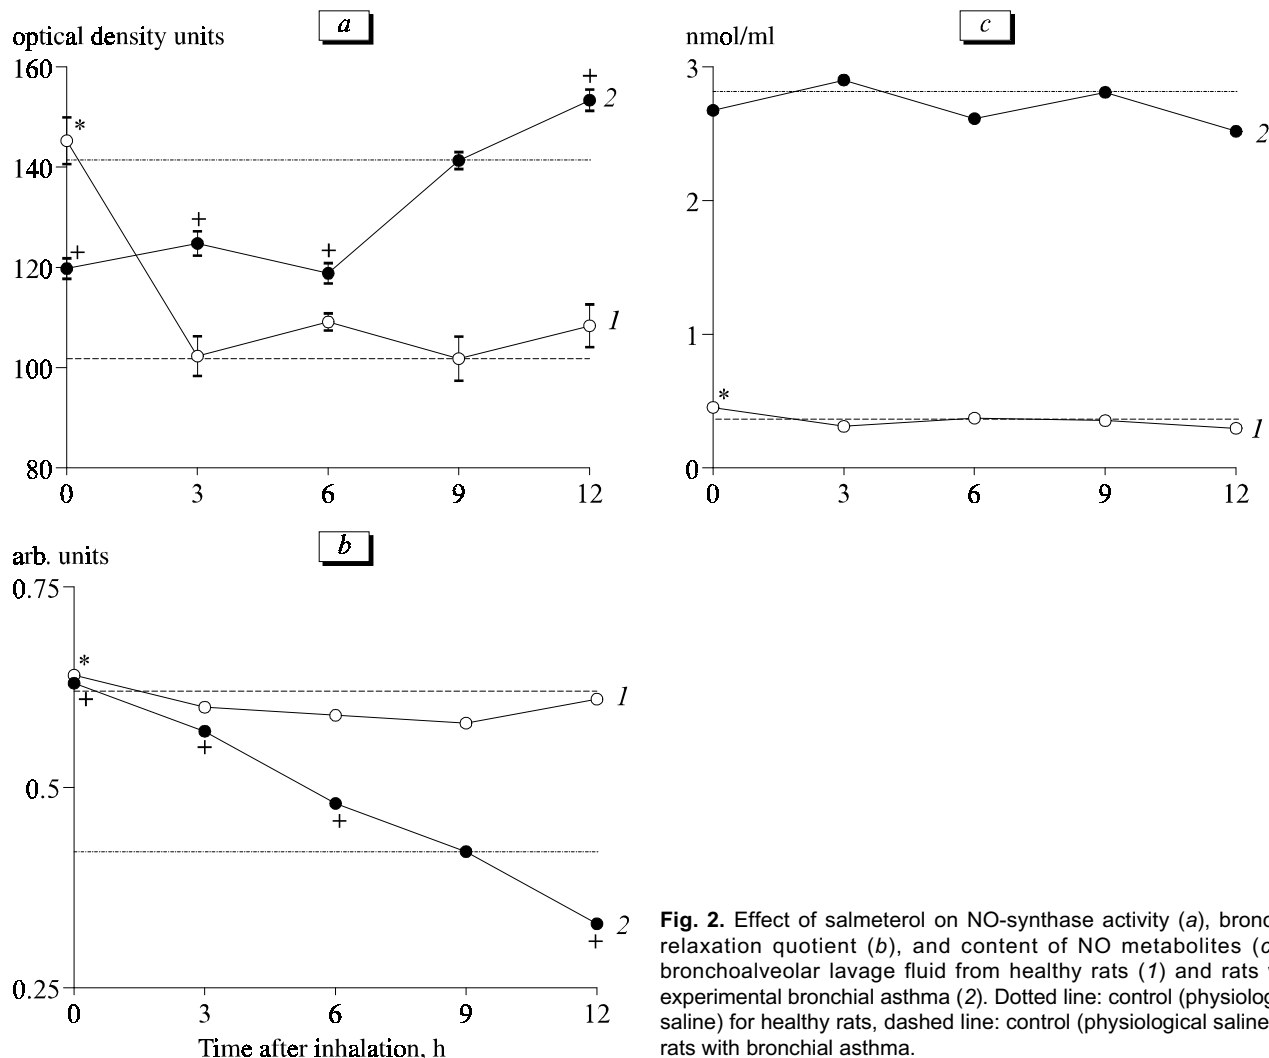 a
optical density units
160
140
120
100
80
* + + + +
2
1
0 3 6 9 12
c
nmol/ml
3
2
1
0
*
2
1
0 3 6 9 12
b
arb. units
0.75
0.5
0.25
* + + + +
1
2
0 3 6 9 12
Time after inhalation, h
Fig. 2. Effect of salmeterol on NO-synthase activity (a),
relaxation quotient (b), and content of NO metabolites
bronchoalveolar lavage fluid from healthy rats (1) and rats
experimental bronchial asthma (2). Dotted line: control
saline) for healthy rats, dashed line: control (physiological saline
rats with bronchial asthma.